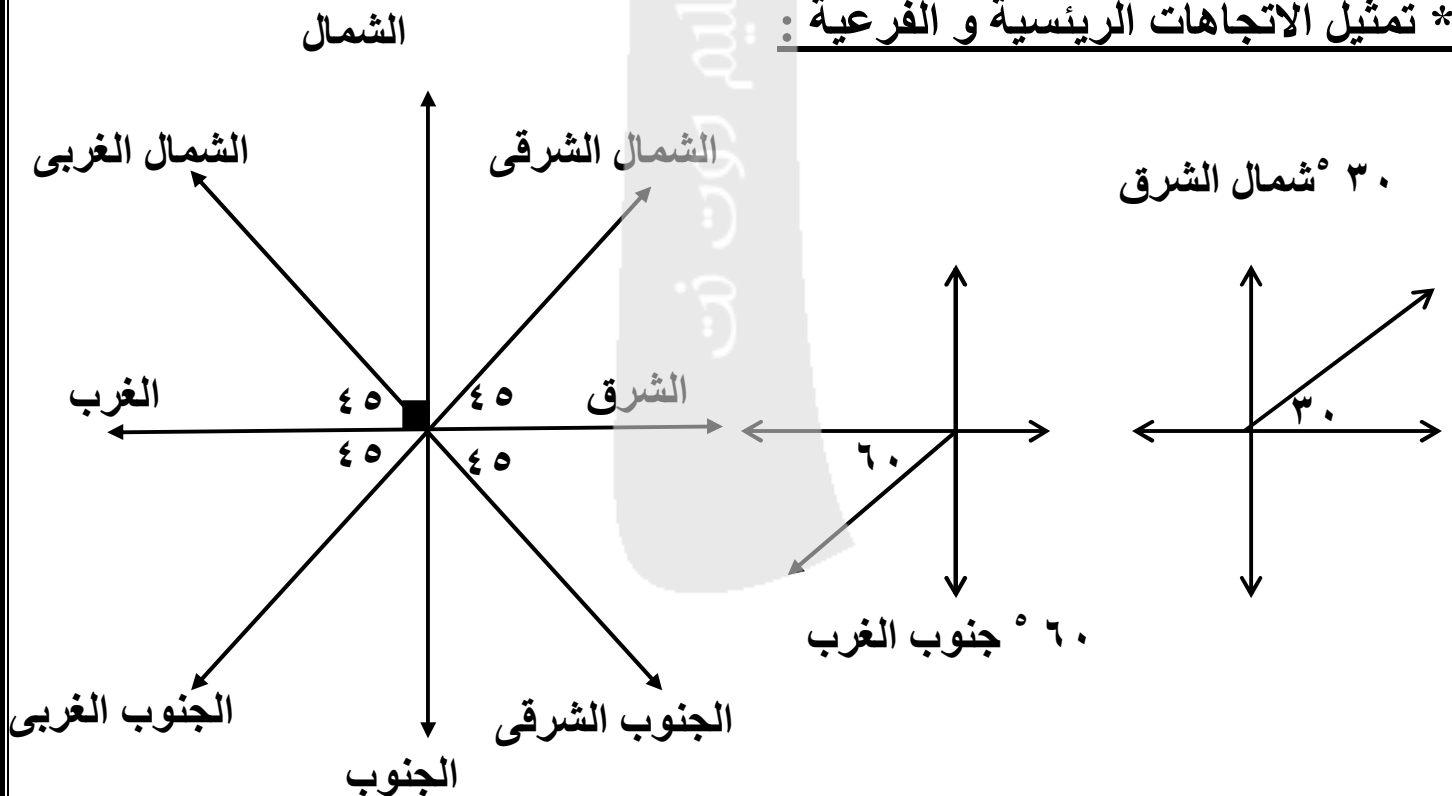 * تمثيل الاتجاهات الريئسية و الفرعية :
الشمال
الشمال الغربى
الشمال الشرقى
٣٠ ° شمال الشرق
الغرب
٤٥
٤٥
الشرق
٤٥
٤٥
٦٠
٣٠
٦٠ ° جنوب الغرب
الجنوب الغربى
الجنوب الشرقى
الجنوب